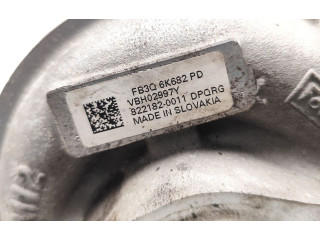 FB3Q 6K682 PD
VBH02997Y
822182-0011 DPQRG
MADE IN SLOVAKIA